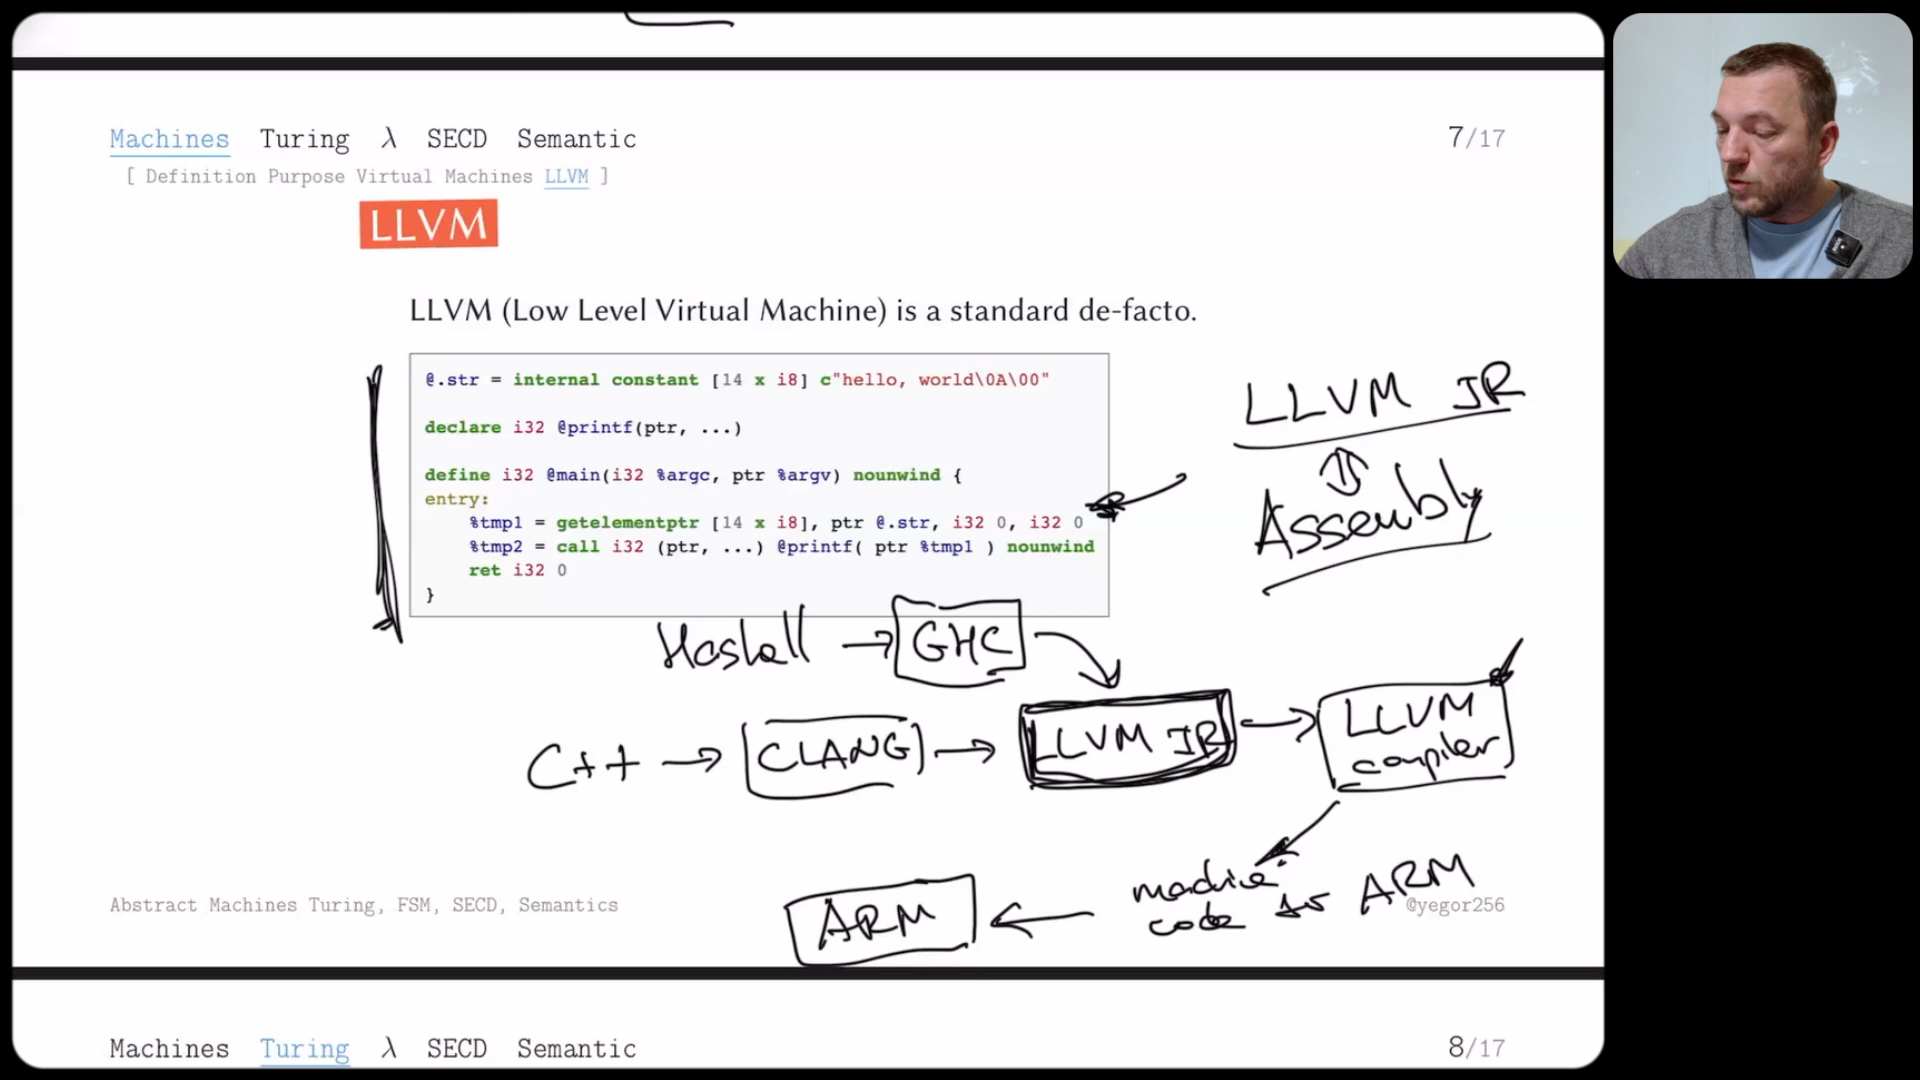 Machines Turing λ SECD Semantic 7/17
[ Definition Purpose Virtual Machines LLVM ]
LLVM
LLVM (Low Level Virtual Machine) is a standard de-facto.
@.str = internal constant [14 x i8] c"hello, world\0A\00"
declare i32 @printf(ptr, ...)
define i32 @main(i32 %argc, ptr %argv) nounwind {
entry:
%tmp1 = getelementptr [14 x i8], ptr @.str, i32 0, i32 0
%tmp2 = call i32 (ptr, ...) @printf( ptr %tmp1 ) nounwind
ret i32 0
}
LLVM IR
Assembly
Haskell → GHC
C++ → CLANG → LLVM IR → LLVM
compiler
machine
code for ARM
ARM
Abstract Machines Turing, FSM, SECD, Semantics @yegor256
Machines Turing λ SECD Semantic 8/17